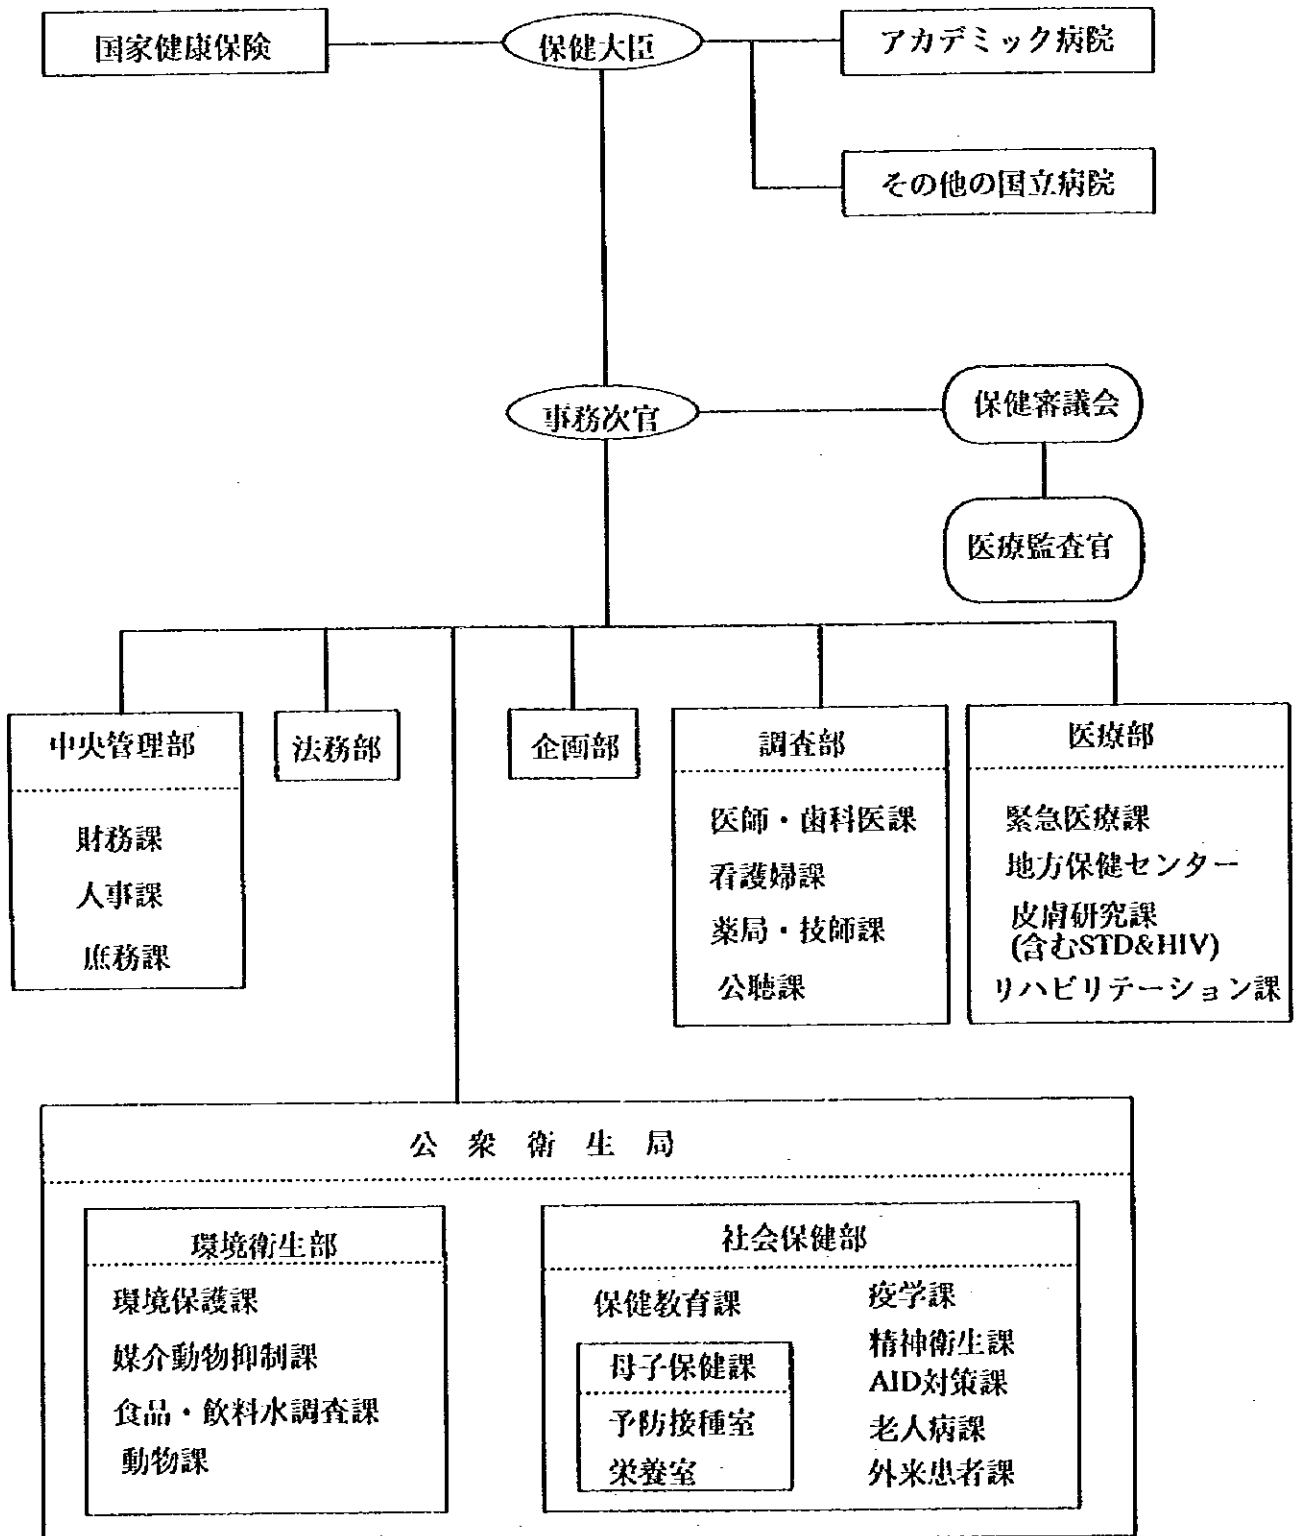 国家健康保険
保健大臣
アカデミック病院
その他の国立病院
事務次官
保健審議会
医療監査官
中央管理部
財務課
人事課
庶務課
法務部
企画部
調査部
医師・歯科医課
看護婦課
薬局・技師課
公聴課
医療部
緊急医療課
地方保健センター
皮膚研究課
(含むSTD&HIV)
リハビリテーション課
公衆衛生局
環境衛生部
環境保護課
媒介動物抑制課
食品・飲料水調査課
動物課
社会保健部
保健教育課
母子保健課
予防接種室
栄養室
疫学課
精神衛生課
AID対策課
老人病課
外来患者課